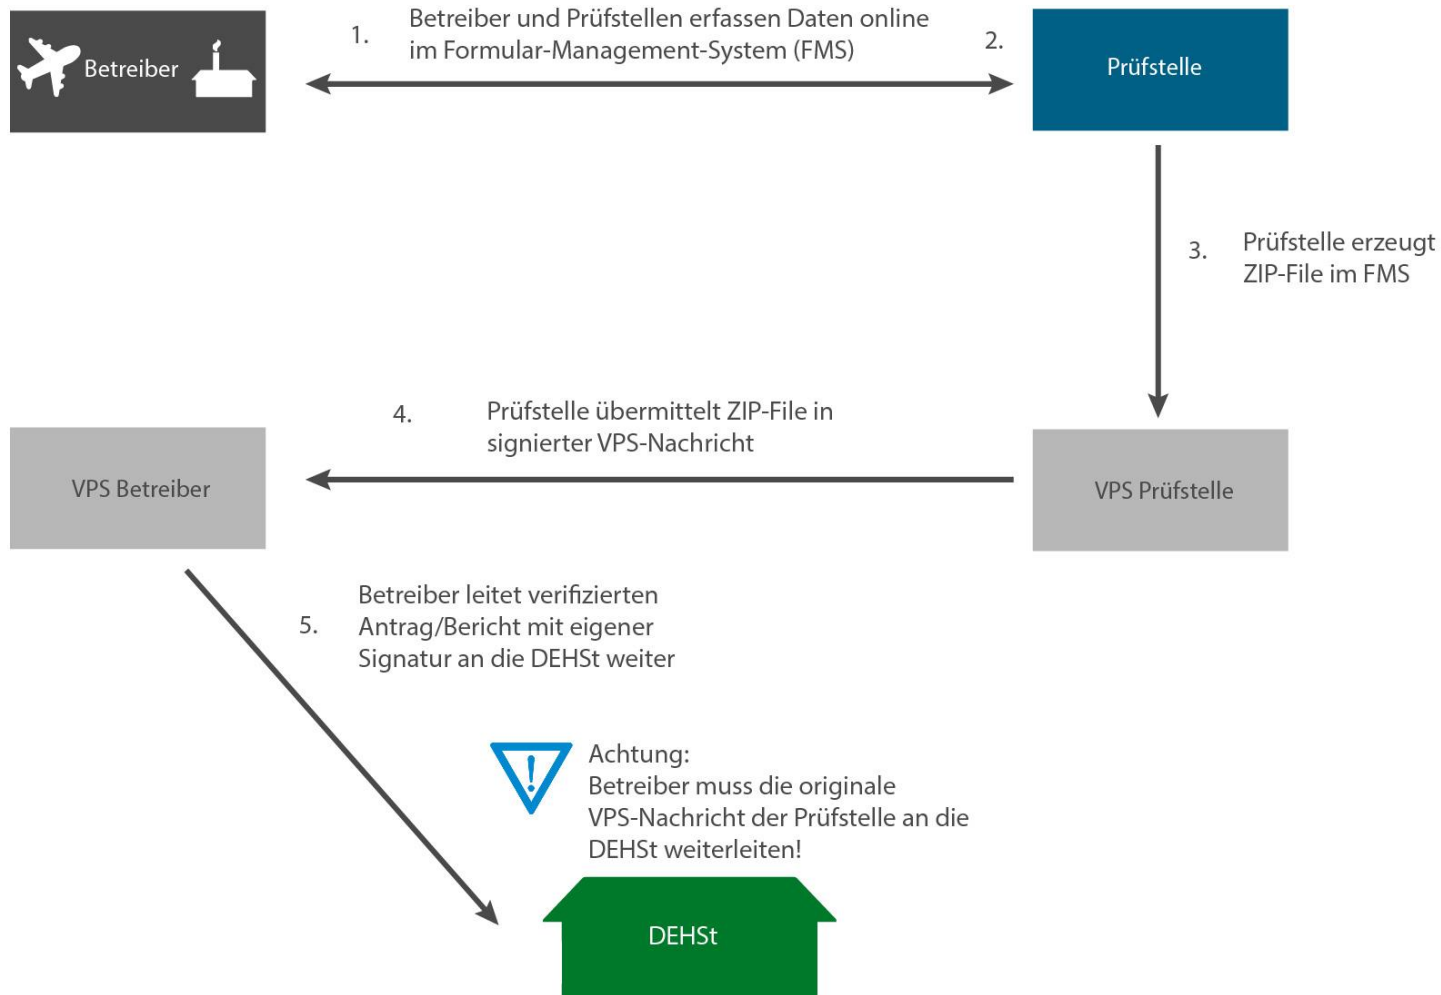 Betreiber
1.
Betreiber und Prüfstellen erfassen Daten online
im Formular-Management-System (FMS)
2.
Prüfstelle
3.
Prüfstelle erzeugt
ZIP-File im FMS
4.
Prüfstelle übermittelt ZIP-File in
signierter VPS-Nachricht
VPS Betreiber
VPS Prüfstelle
5.
Betreiber leitet verifizierten
Antrag/Bericht mit eigener
Signatur an die DEHSt weiter
!
Achtung:
Betreiber muss die originale
VPS-Nachricht der Prüfstelle an die
DEHSt weiterleiten!
DEHSt